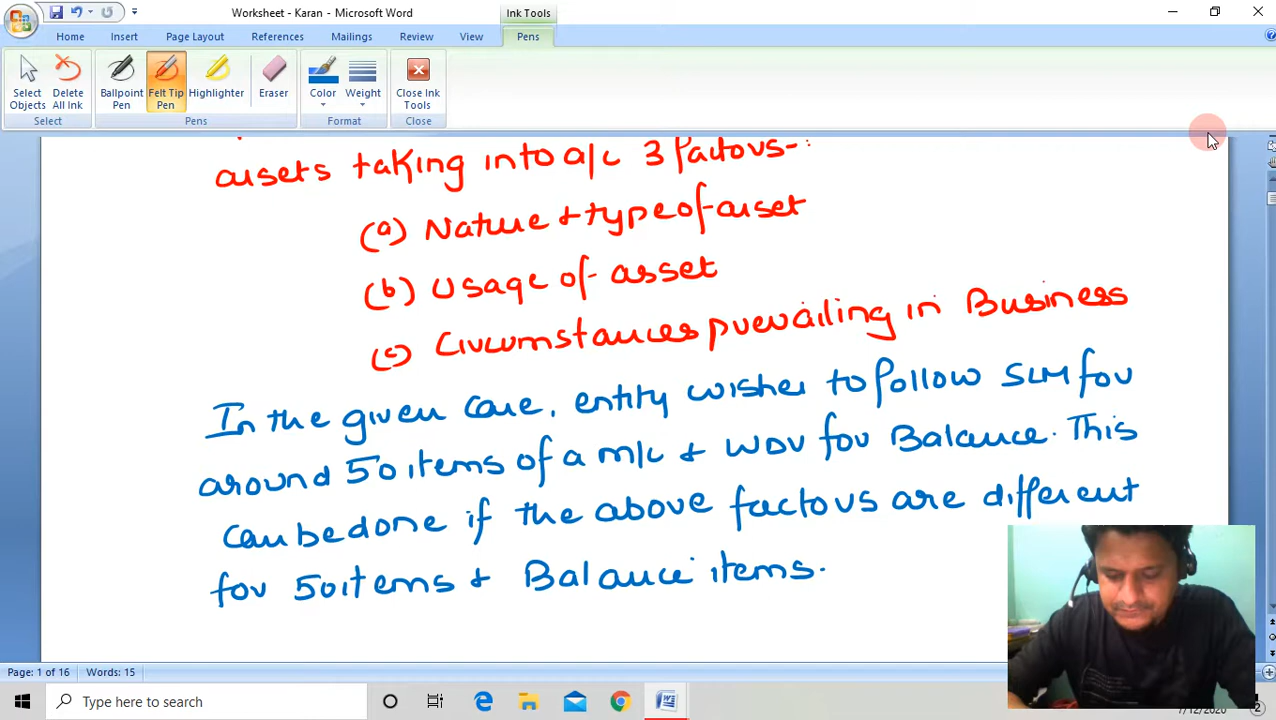 Worksheet - Karan - Microsoft Word
Ink Tools
Home Insert Page Layout References Mailings Review View Pens
Select Objects
Delete All Ink
Ballpoint Pen
Felt Tip Pen
Highlighter
Eraser
Color
Weight
Close Ink Tools
Select Pens Format Close
assets taking into a/c 3 factors-:
(a) Nature & type of asset
(b) Usage of asset
(c) Circumstances prevailing in Business
In the given case, entity wishes to follow SLM for
around 50 items of a m/c & WDV for Balance. This
can be done if the above factors are different
for 50 items & Balance items.
Page: 1 of 16 Words: 15
Type here to search
7/12/2020
2